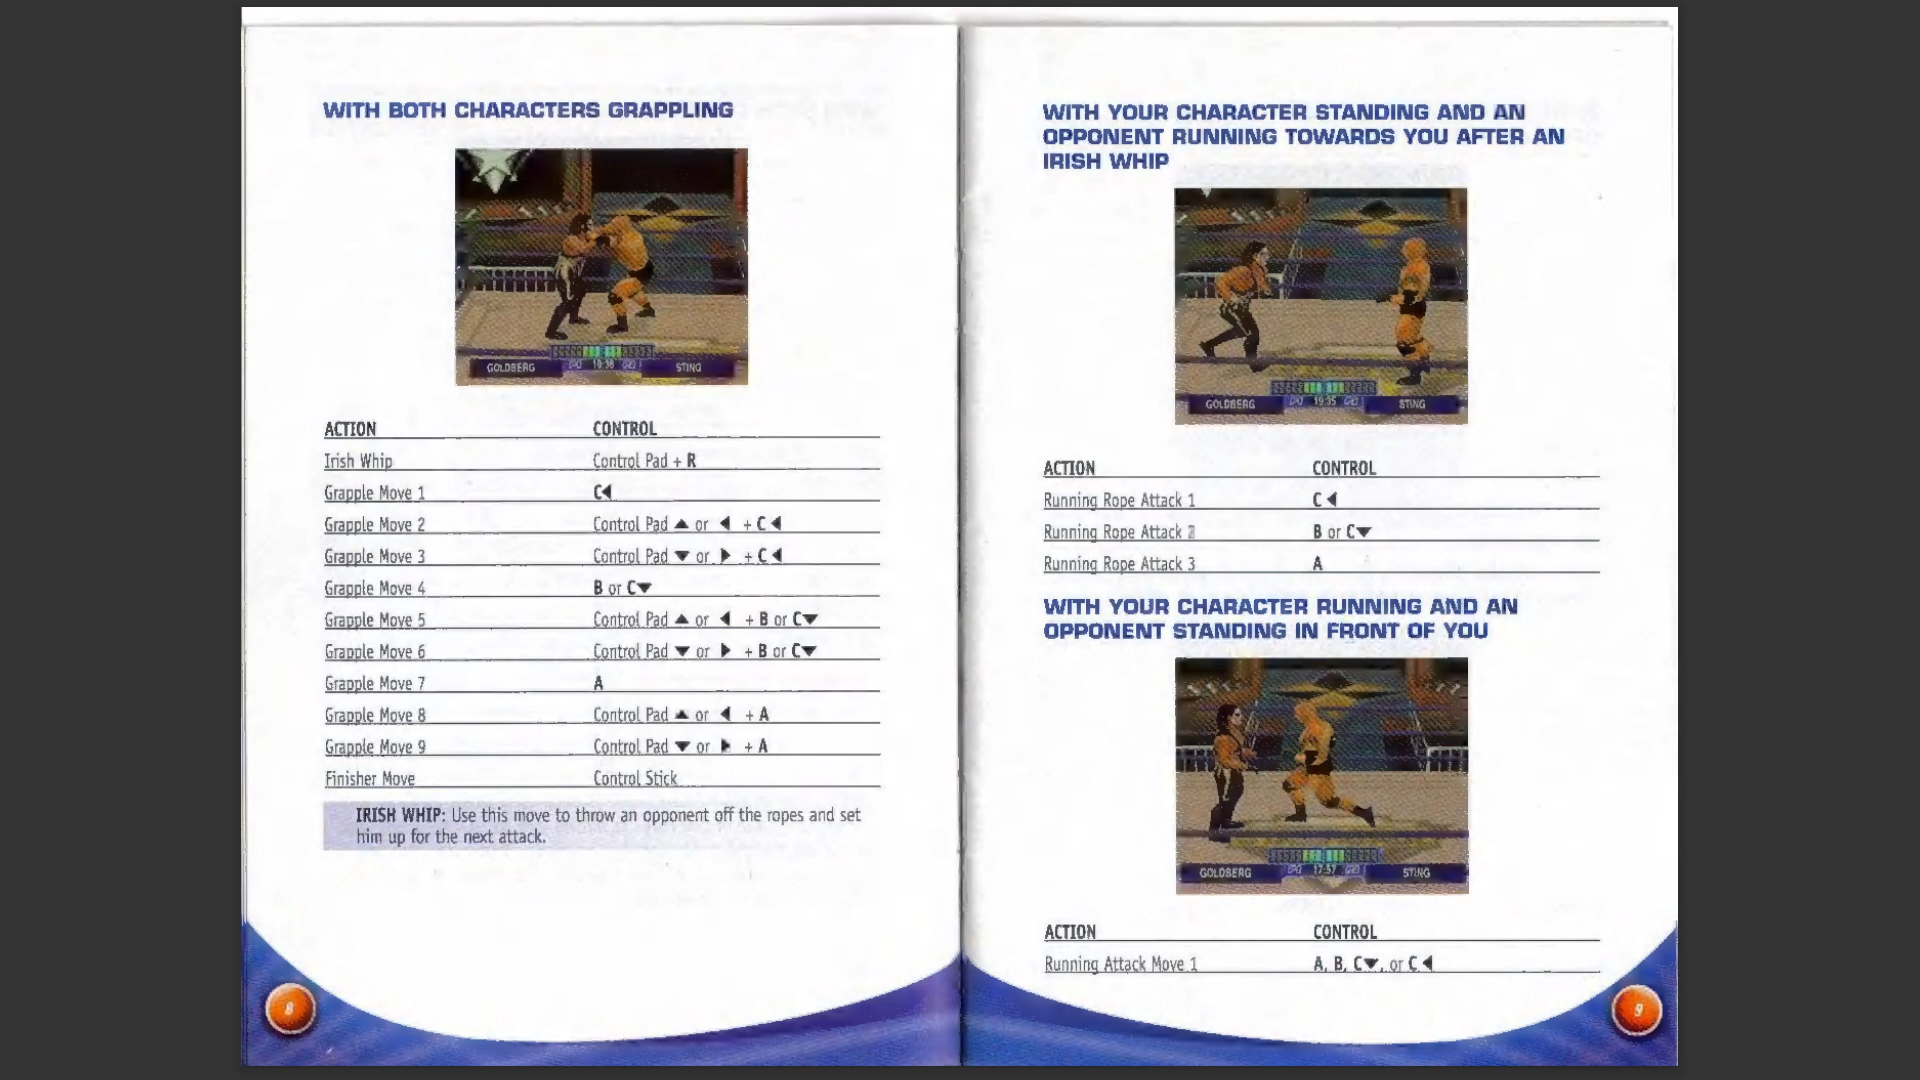 WITH BOTH CHARACTERS GRAPPLING
GOLDBERG 19:36 STING
ACTION CONTROL
Irish Whip Control Pad + R
Grapple Move 1 C◀
Grapple Move 2 Control Pad ▲ or ◀ + C◀
Grapple Move 3 Control Pad ▼ or ▶ + C◀
Grapple Move 4 B or C▼
Grapple Move 5 Control Pad ▲ or ◀ + B or C▼
Grapple Move 6 Control Pad ▼ or ▶ + B or C▼
Grapple Move 7 A
Grapple Move 8 Control Pad ▲ or ◀ + A
Grapple Move 9 Control Pad ▼ or ▶ + A
Finisher Move Control Stick
IRISH WHIP: Use this move to throw an opponent off the ropes and set
him up for the next attack.
8
WITH YOUR CHARACTER STANDING AND AN
OPPONENT RUNNING TOWARDS YOU AFTER AN
IRISH WHIP
GOLDBERG 19:35 STING
ACTION CONTROL
Running Rope Attack 1 C◀
Running Rope Attack 2 B or C▼
Running Rope Attack 3 A
WITH YOUR CHARACTER RUNNING AND AN
OPPONENT STANDING IN FRONT OF YOU
GOLDBERG 17:57 STING
ACTION CONTROL
Running Attack Move 1 A, B, C▼, or C◀
9